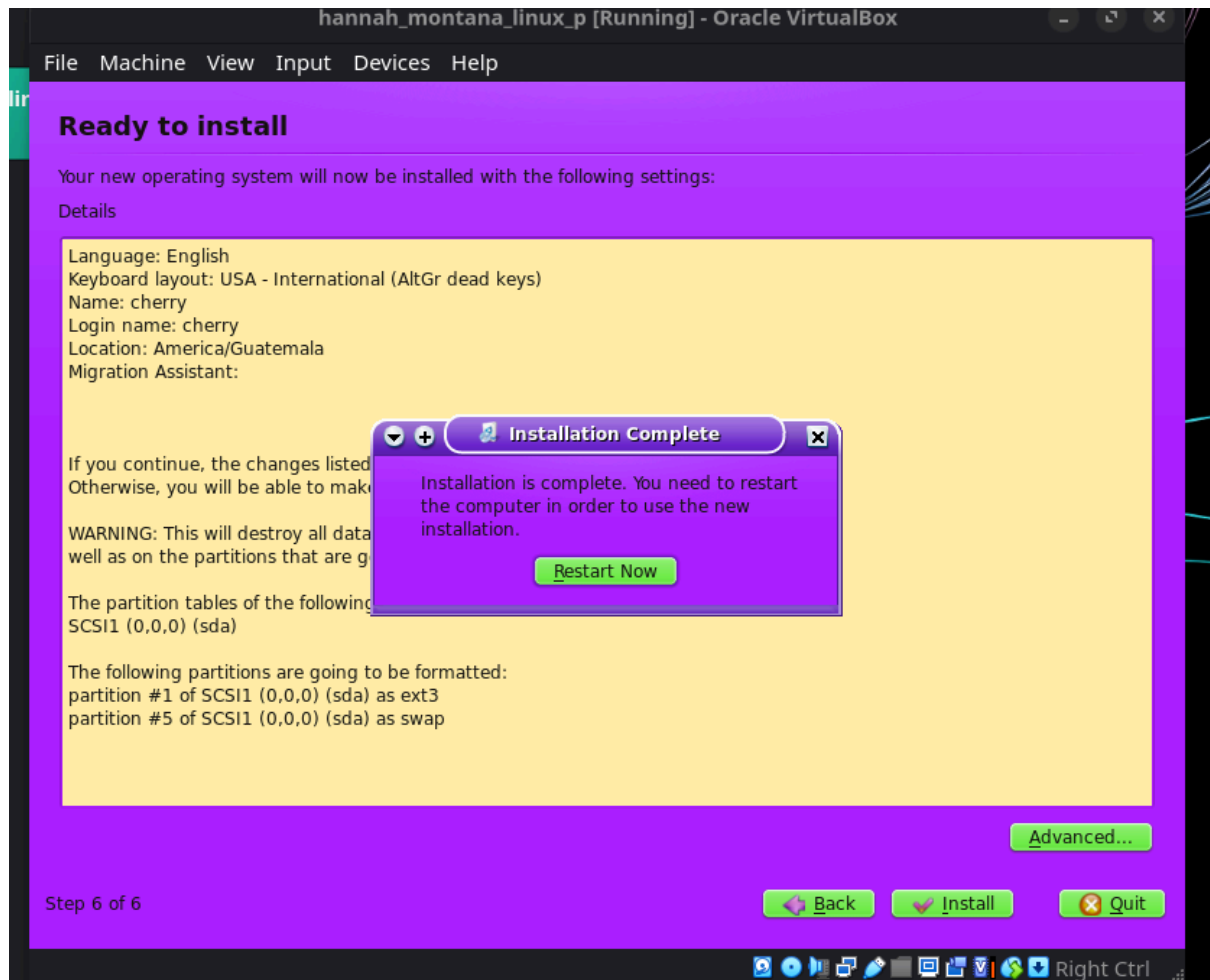 hannah_montana_linux_p [Running] - Oracle VirtualBox
File Machine View Input Devices Help
Ready to install
Your new operating system will now be installed with the following settings:
Details
Language: English
Keyboard layout: USA - International (AltGr dead keys)
Name: cherry
Login name: cherry
Location: America/Guatemala
Migration Assistant:
Installation Complete
If you continue, the changes listed
Otherwise, you will be able to
Installation is complete. You need to restart
the computer in order to use the new
installation.
WARNING: This will destroy all data
well as on the partitions that are
Restart Now
The partition tables of the following
SCSI1 (0,0,0) (sda)
The following partitions are going to be formatted:
partition #1 of SCSI1 (0,0,0) (sda) as ext3
partition #5 of SCSI1 (0,0,0) (sda) as swap
Advanced...
Step 6 of 6
Back Install Quit
Right Ctrl